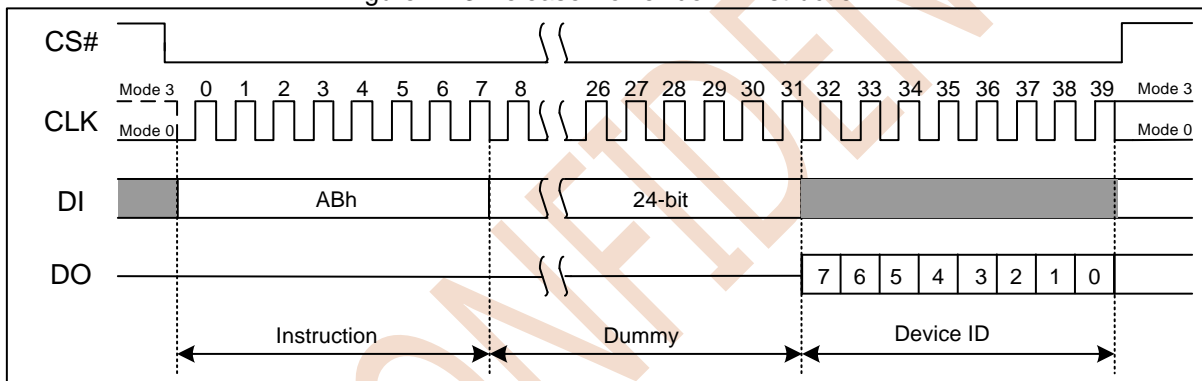 CS#
Mode 3 0 1 2 3 4 5 6 7 8 26 27 28 29 30 31 32 33 34 35 36 37 38 39 Mode 3
CLK
Mode 0 Mode 0
DI ABh 24-bit
DO 7 6 5 4 3 2 1 0
Instruction Dummy Device ID